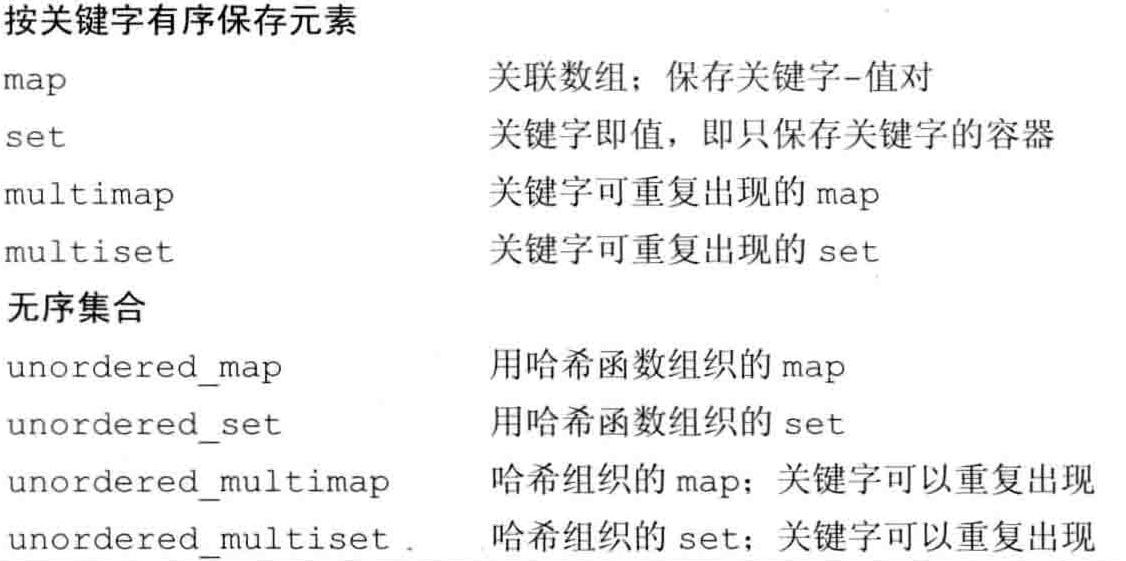 按关键字有序保存元素
map 关联数组；保存关键字-值对
set 关键字即值，即只保存关键字的容器
multimap 关键字可重复出现的 map
multiset 关键字可重复出现的 set
无序集合
unordered_map 用哈希函数组织的 map
unordered_set 用哈希函数组织的 set
unordered_multimap 哈希组织的 map；关键字可以重复出现
unordered_multiset 哈希组织的 set；关键字可以重复出现